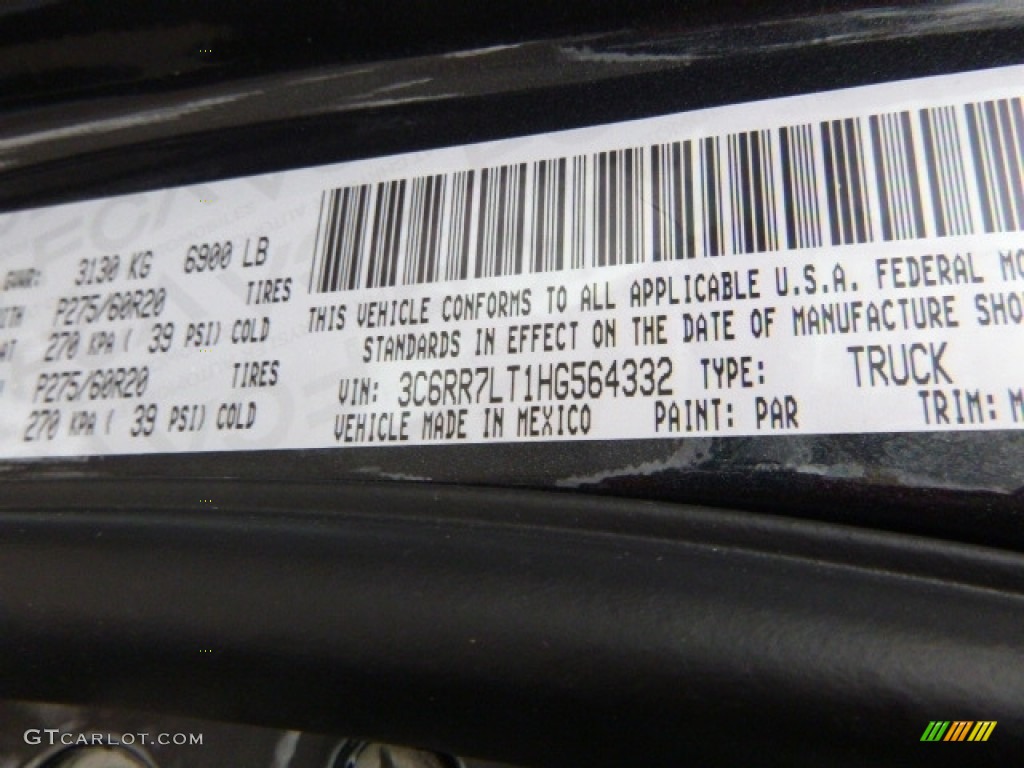 GWWR: 3130 KG 6900 LB
P275/60R20 TIRES
270 KPA ( 39 PSI) COLD
P275/60R20 TIRES
270 KPA ( 39 PSI) COLD
THIS VEHICLE CONFORMS TO ALL APPLICABLE U.S.A. FEDERAL MO
STANDARDS IN EFFECT ON THE DATE OF MANUFACTURE SHO
VIN: 3C6RR7LT1HG564332 TYPE: TRUCK
VEHICLE MADE IN MEXICO PAINT: PAR TRIM: M
GTCARLOT.COM